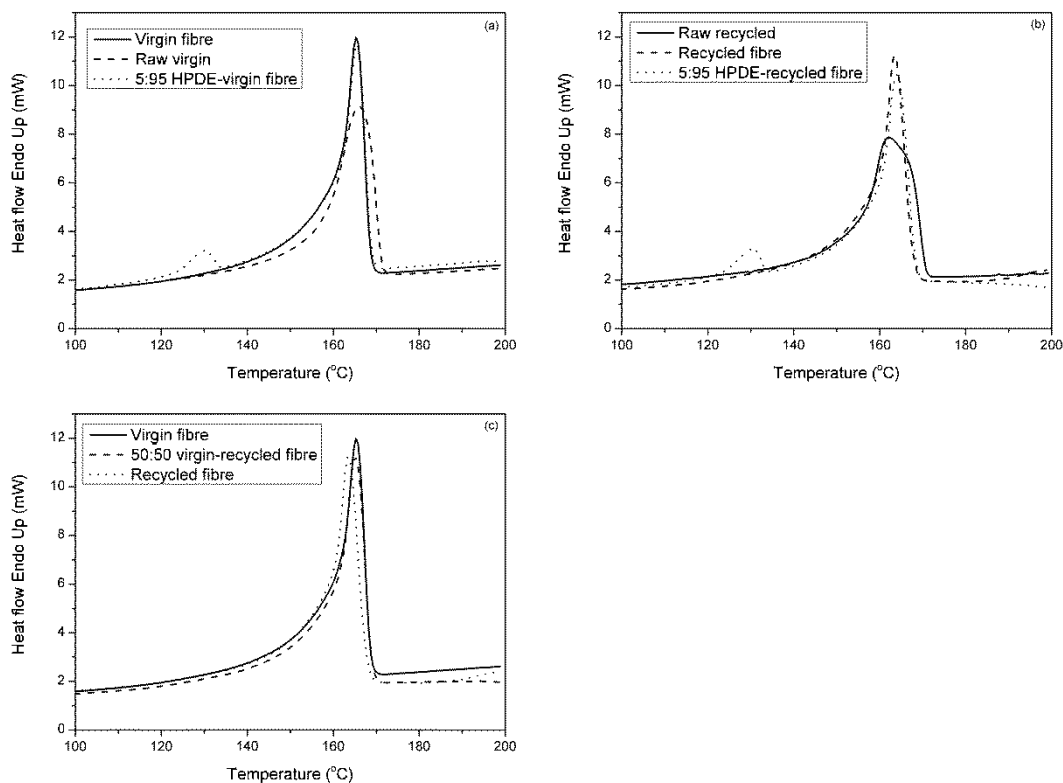 (a)
Virgin fibre
Raw virgin
5:95 HPDE-virgin fibre
Heat flow Endo Up (mW)
12
10
8
6
4
2
0
100 120 140 160 180 200
Temperature (°C)
(b)
Raw recycled
Recycled fibre
5:95 HPDE-recycled fibre
Heat flow Endo Up (mW)
12
10
8
6
4
2
0
100 120 140 160 180 200
Temperature (°C)
(c)
Virgin fibre
50:50 virgin-recycled fibre
Recycled fibre
Heat flow Endo Up (mW)
12
10
8
6
4
2
0
100 120 140 160 180 200
Temperature (°C)